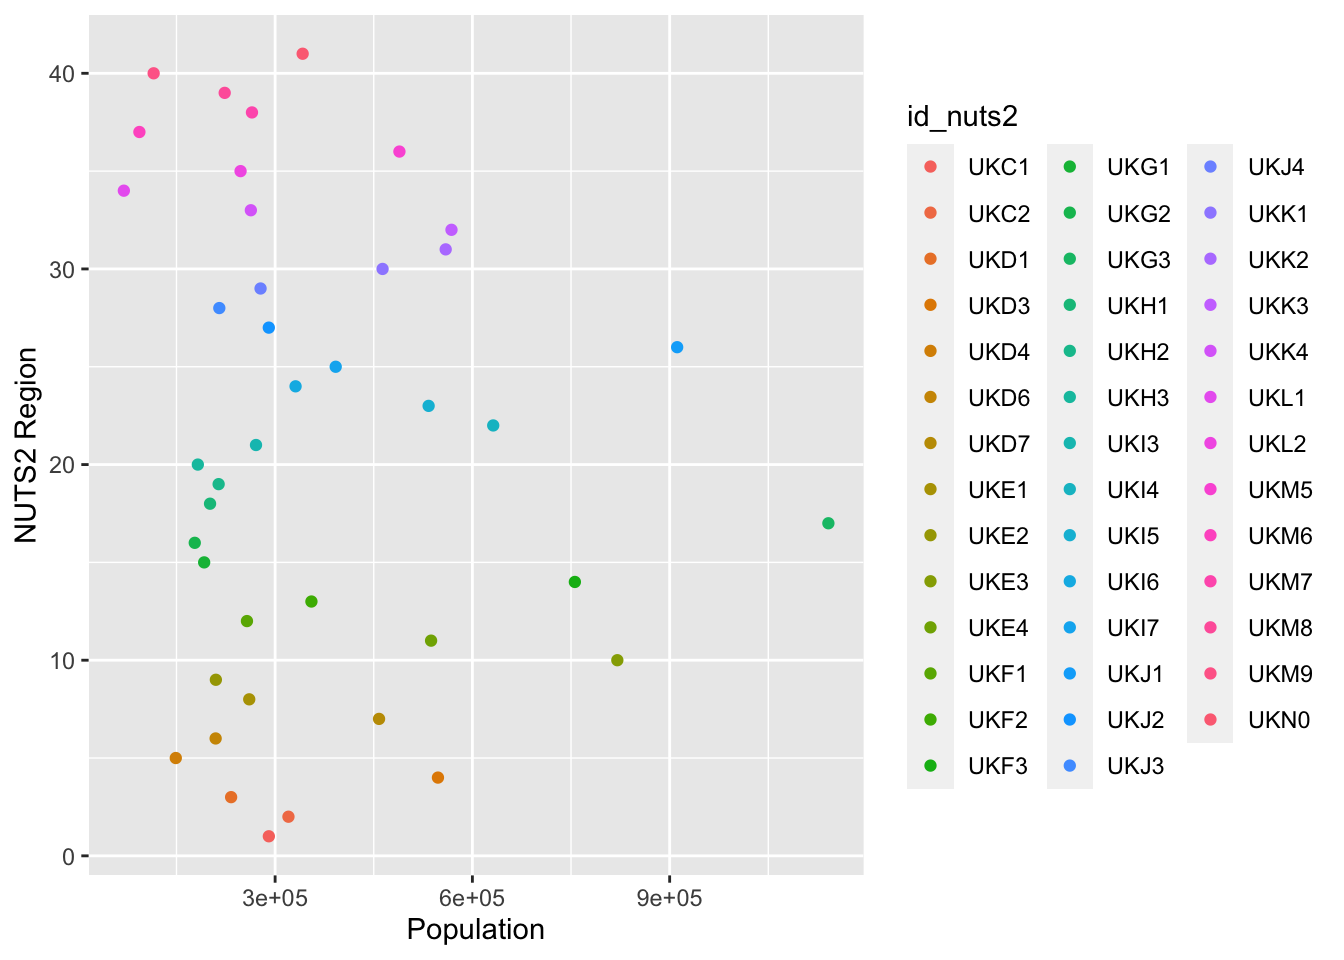 40
30
20
10
0
NUTS2 Region
3e+05 6e+05 9e+05
Population
id_nuts2
UKC1 UKG1 UKJ4
UKC2 UKG2 UKK1
UKD1 UKG3 UKK2
UKD3 UKH1 UKK3
UKD4 UKH2 UKK4
UKD6 UKH3 UKL1
UKD7 UKI3 UKL2
UKE1 UKI4 UKM5
UKE2 UKI5 UKM6
UKE3 UKI6 UKM7
UKE4 UKI7 UKM8
UKF1 UKJ1 UKM9
UKF2 UKJ2 UKN0
UKF3 UKJ3